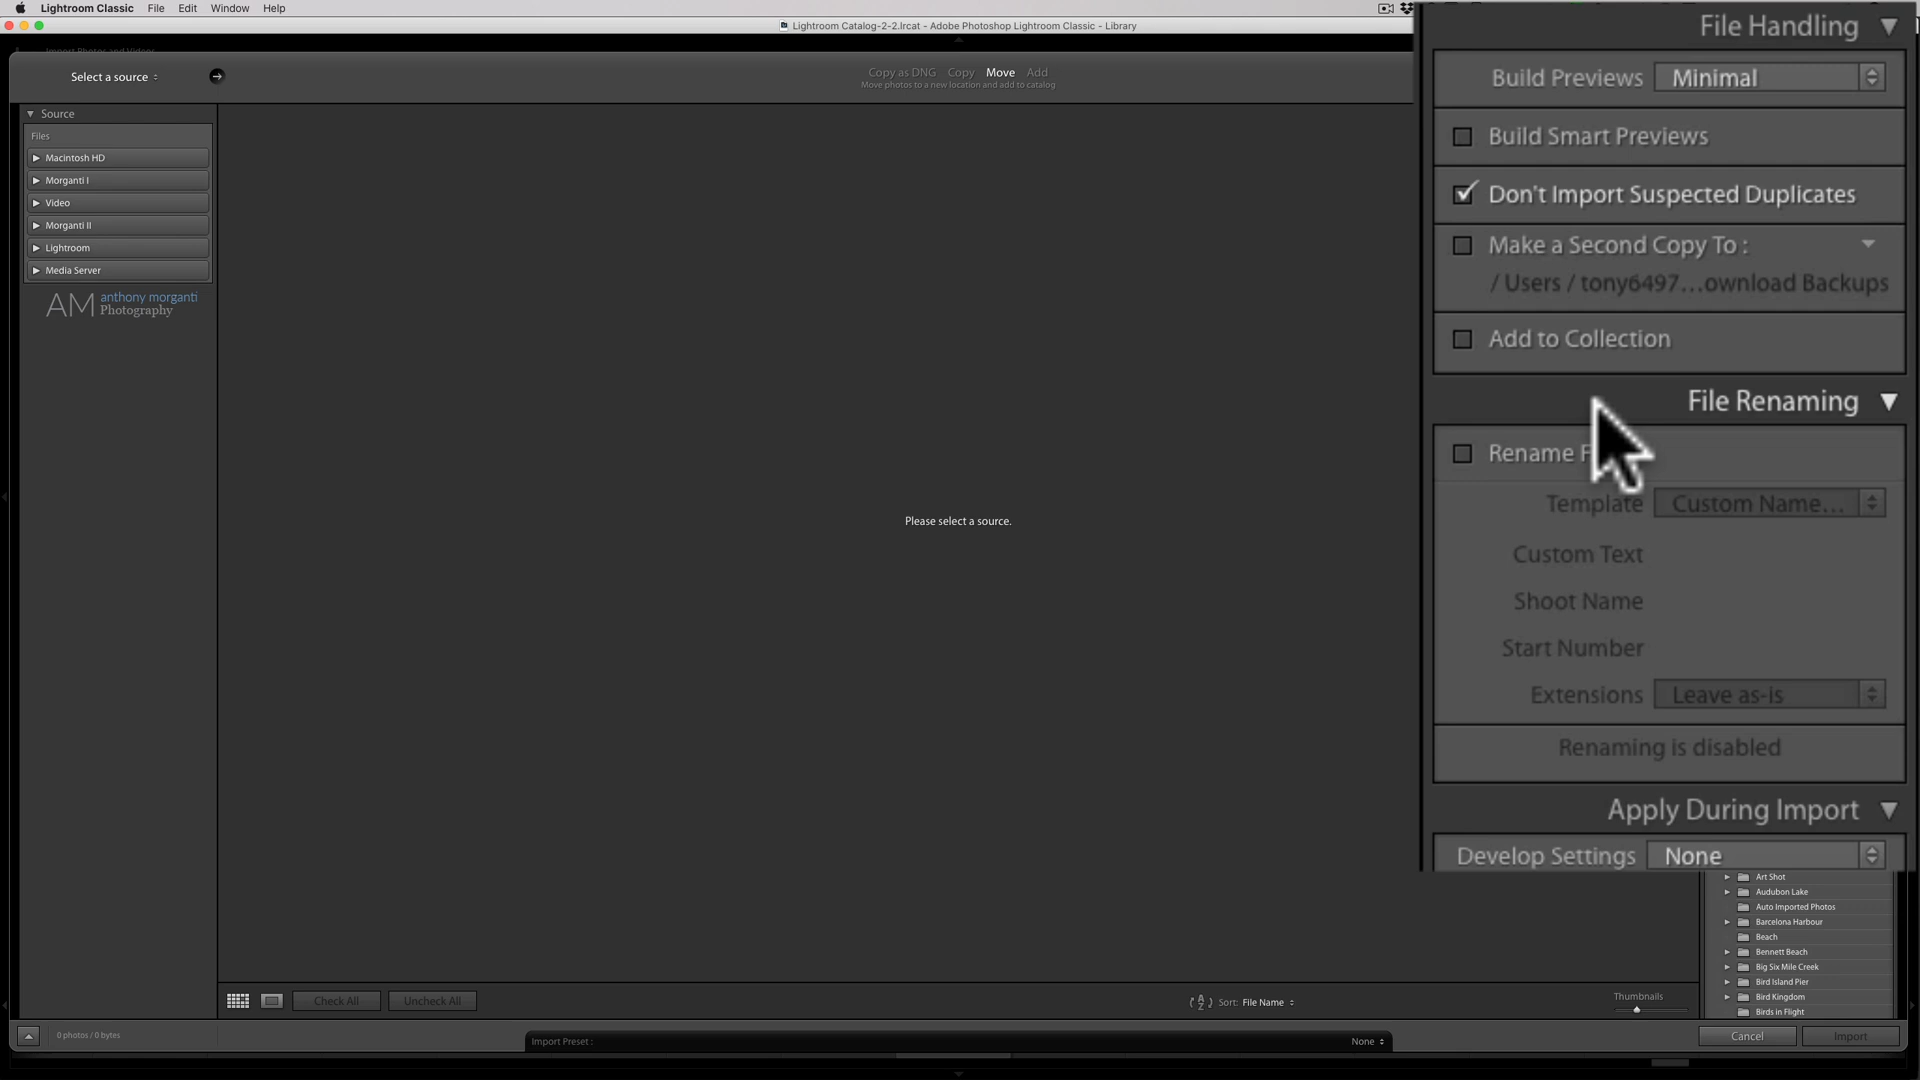 Lightroom Classic File Edit Window Help
Lightroom Catalog-2-2.lrcat - Adobe Photoshop Lightroom Classic - Library
Import Photos and Videos
Select a source
Copy as DNG Copy Move Add
Move photos to a new location and add to catalog
Source
Files
Macintosh HD
Morganti I
Video
Morganti II
Lightroom
Media Server
AM anthony morganti
Photography
Please select a source.
File Handling
Build Previews Minimal
Build Smart Previews
Don't Import Suspected Duplicates
Make a Second Copy To :
/ Users / tony6497...ownload Backups
Add to Collection
File Renaming
Rename
Template Custom Name...
Custom Text
Shoot Name
Start Number
Extensions Leave as-is
Renaming is disabled
Apply During Import
Develop Settings None
Art Shot
Audubon Lake
Auto Imported Photos
Barcelona Harbour
Beach
Bennett Beach
Big Six Mile Creek
Bird Island Pier
Bird Kingdom
Birds in Flight
Check All Uncheck All
Sort: File Name
Thumbnails
0 photos / 0 bytes
Import Preset : None
Cancel Import